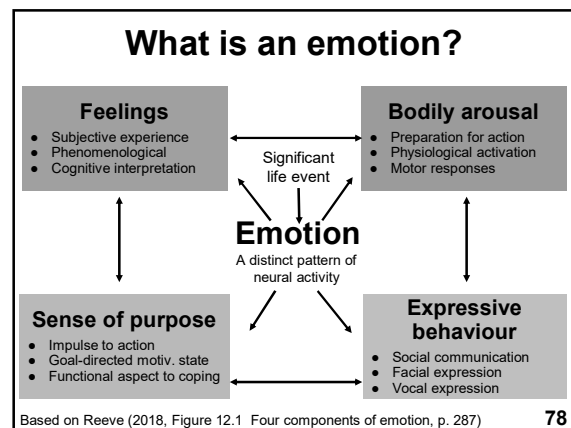 What is an emotion?
Feelings
● Subjective experience
● Phenomenological
● Cognitive interpretation
Bodily arousal
● Preparation for action
● Physiological activation
● Motor responses
Significant
life event
Emotion
A distinct pattern of
neural activity
Sense of purpose
● Impulse to action
● Goal-directed motiv. state
● Functional aspect to coping
Expressive
behaviour
● Social communication
● Facial expression
● Vocal expression
Based on Reeve (2018, Figure 12.1 Four components of emotion, p. 287)
78